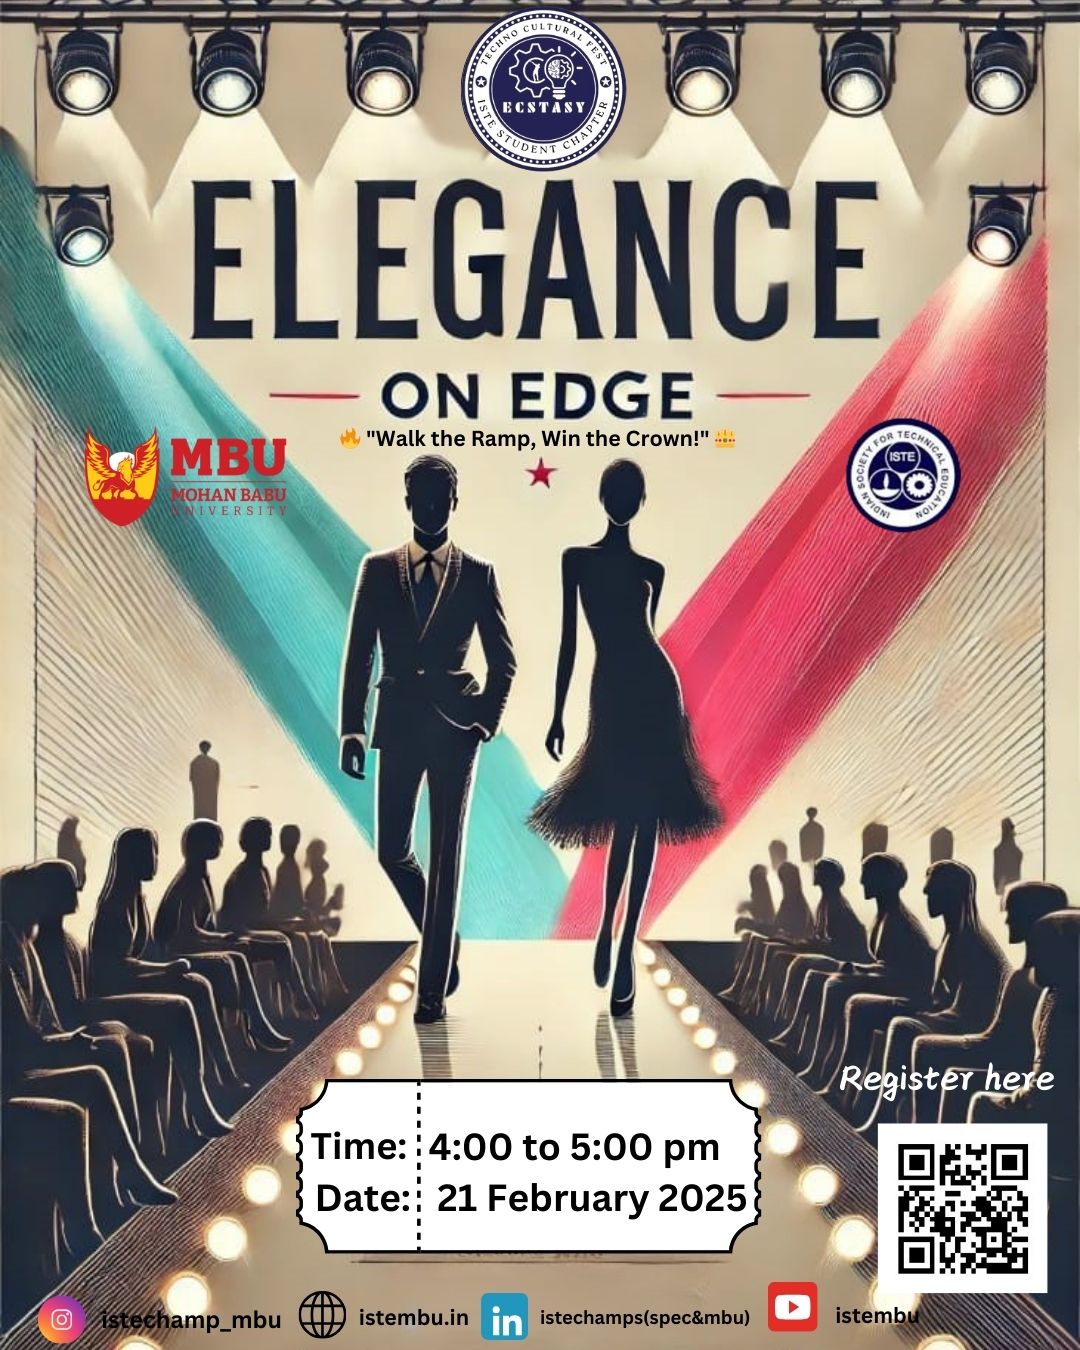 TECHNO CULTURAL FEST
ECSTASY
ISTE STUDENT CHAPTER
ELEGANCE
ON EDGE
🔥 "Walk the Ramp, Win the Crown!" 👑
MBU
MOHAN BABU
UNIVERSITY
INDIAN SOCIETY FOR TECHNICAL EDUCATION
ISTE
Register here
Time: 4:00 to 5:00 pm
Date: 21 February 2025
istechamp_mbu
istembu.in
in
istechamps(spec&mbu)
istembu